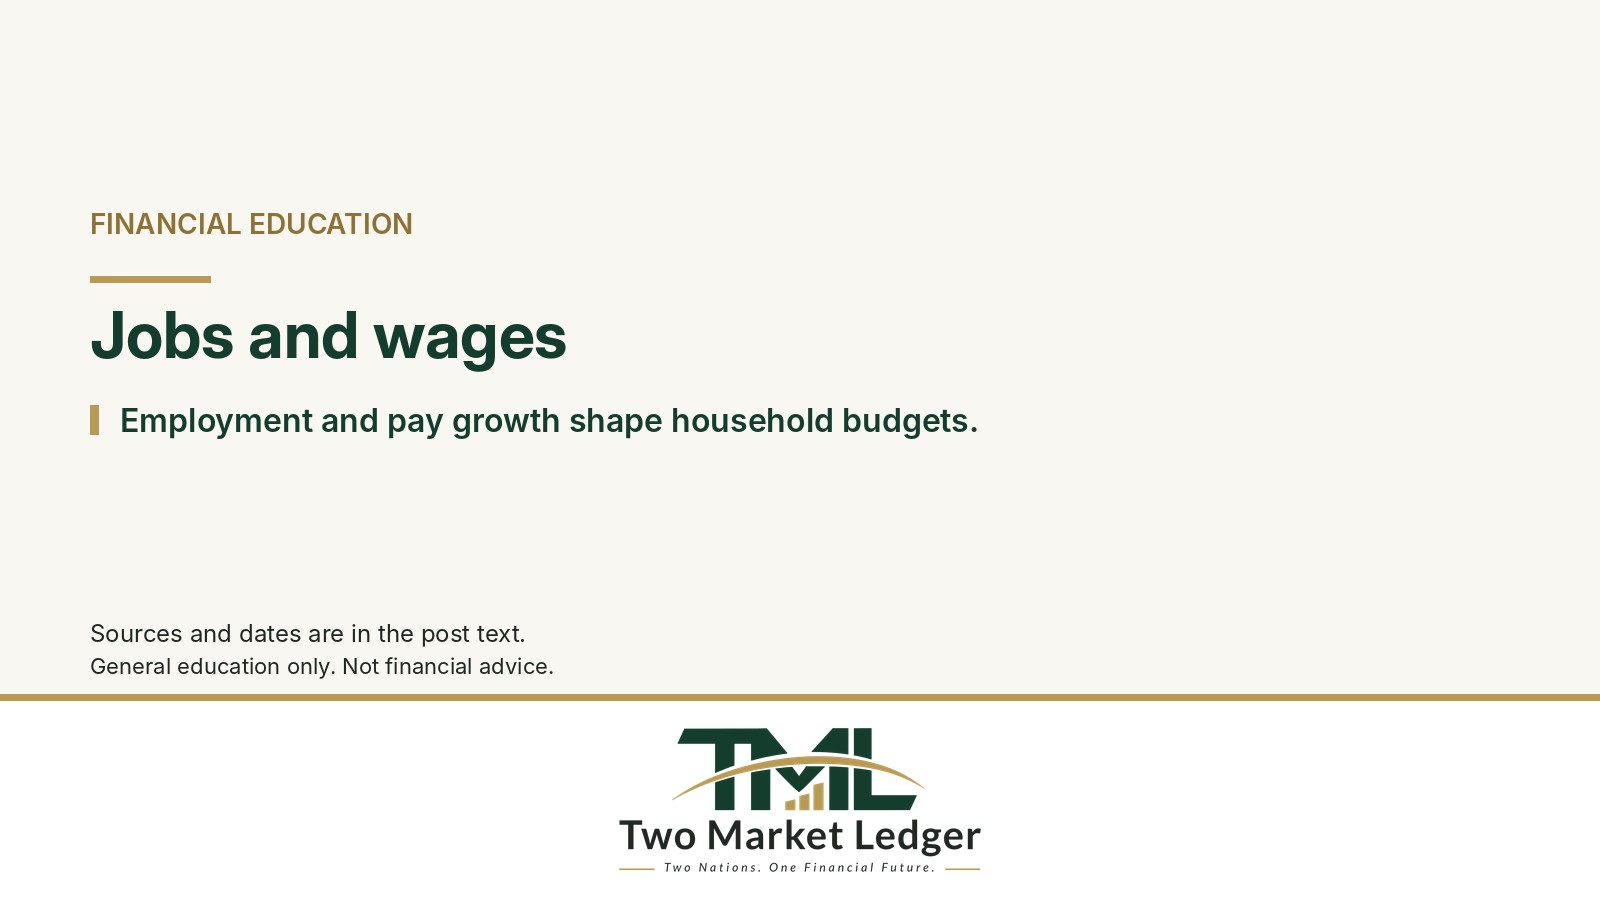 FINANCIAL EDUCATION
Jobs and wages
Employment and pay growth shape household budgets.
Sources and dates are in the post text.
General education only. Not financial advice.
TML
Two Market Ledger
Two Nations. One Financial Future.